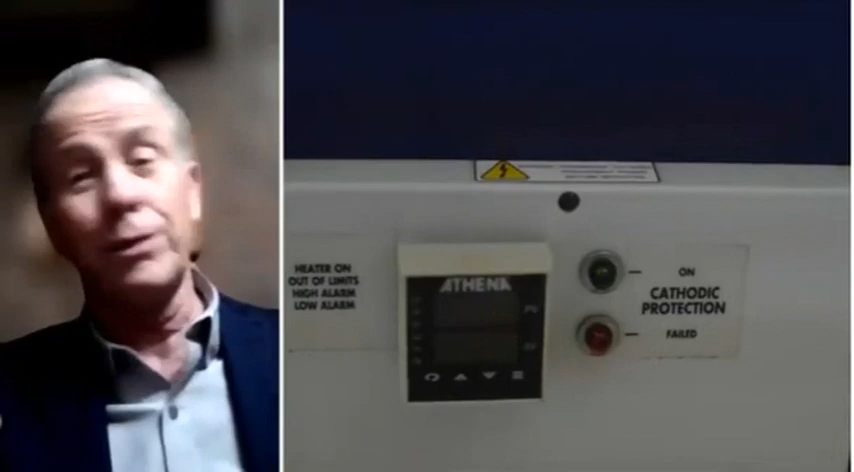 HEATER ON
OUT OF LIMITS
HIGH ALARM
LOW ALARM
ATHENA
ON
CATHODIC
PROTECTION
FAILED